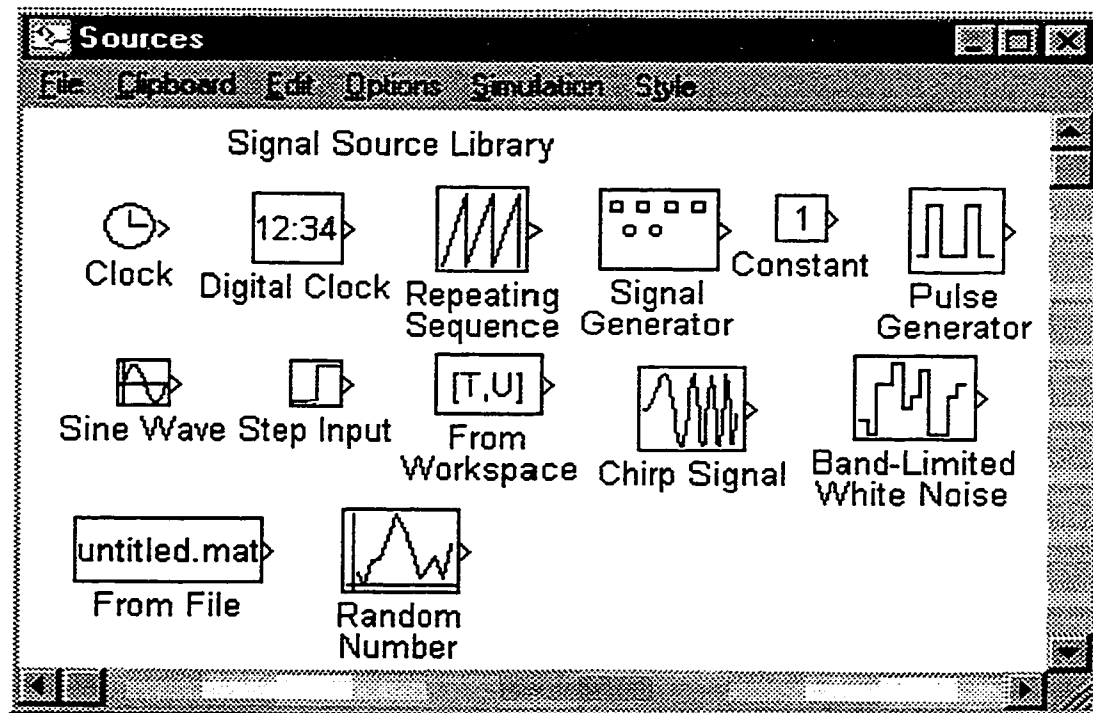 Sources
File Clipboard Edit Options Simulation Style
Signal Source Library
12:34
1
Clock
Digital Clock
Repeating
Sequence
Signal
Generator
Constant
Pulse
Generator
[T,U]
Sine Wave
Step Input
From
Workspace
Chirp Signal
Band-Limited
White Noise
untitled.mat
From File
Random
Number